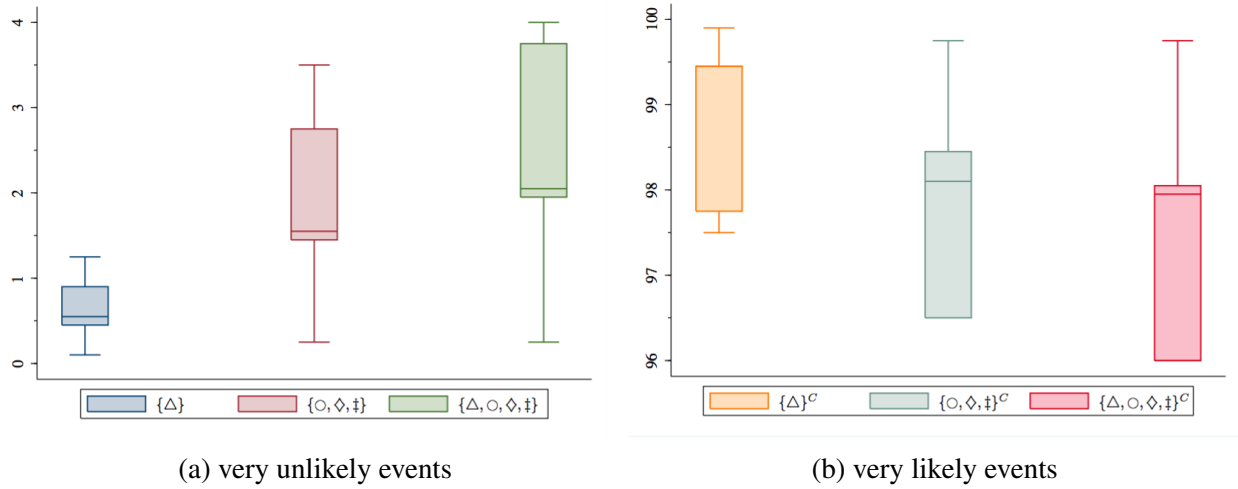 4
3
2
1
0
{△} {○,◊,‡} {△,○,◊,‡}
(a) very unlikely events
100
99
98
97
96
{△}ᶜ {○,◊,‡}ᶜ {△,○,◊,‡}ᶜ
(b) very likely events